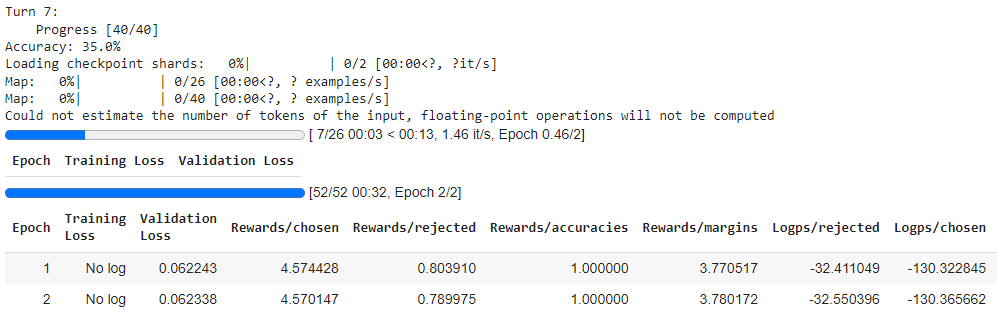 Turn 7:
Progress [40/40]
Accuracy: 35.0%
Loading checkpoint shards:   0%|          | 0/2 [00:00<?, ?it/s]
Map:   0%|          | 0/26 [00:00<?, ? examples/s]
Map:   0%|          | 0/40 [00:00<?, ? examples/s]
Could not estimate the number of tokens of the input, floating-point operations will not be computed
[ 7/26 00:03 < 00:13, 1.46 it/s, Epoch 0.46/2]
Epoch Training Loss Validation Loss
[52/52 00:32, Epoch 2/2]
Epoch Training Loss Validation Loss Rewards/chosen Rewards/rejected Rewards/accuracies Rewards/margins Logps/rejected Logps/chosen
1 No log 0.062243 4.574428 0.803910 1.000000 3.770517 -32.411049 -130.322845
2 No log 0.062338 4.570147 0.789975 1.000000 3.780172 -32.550396 -130.365662